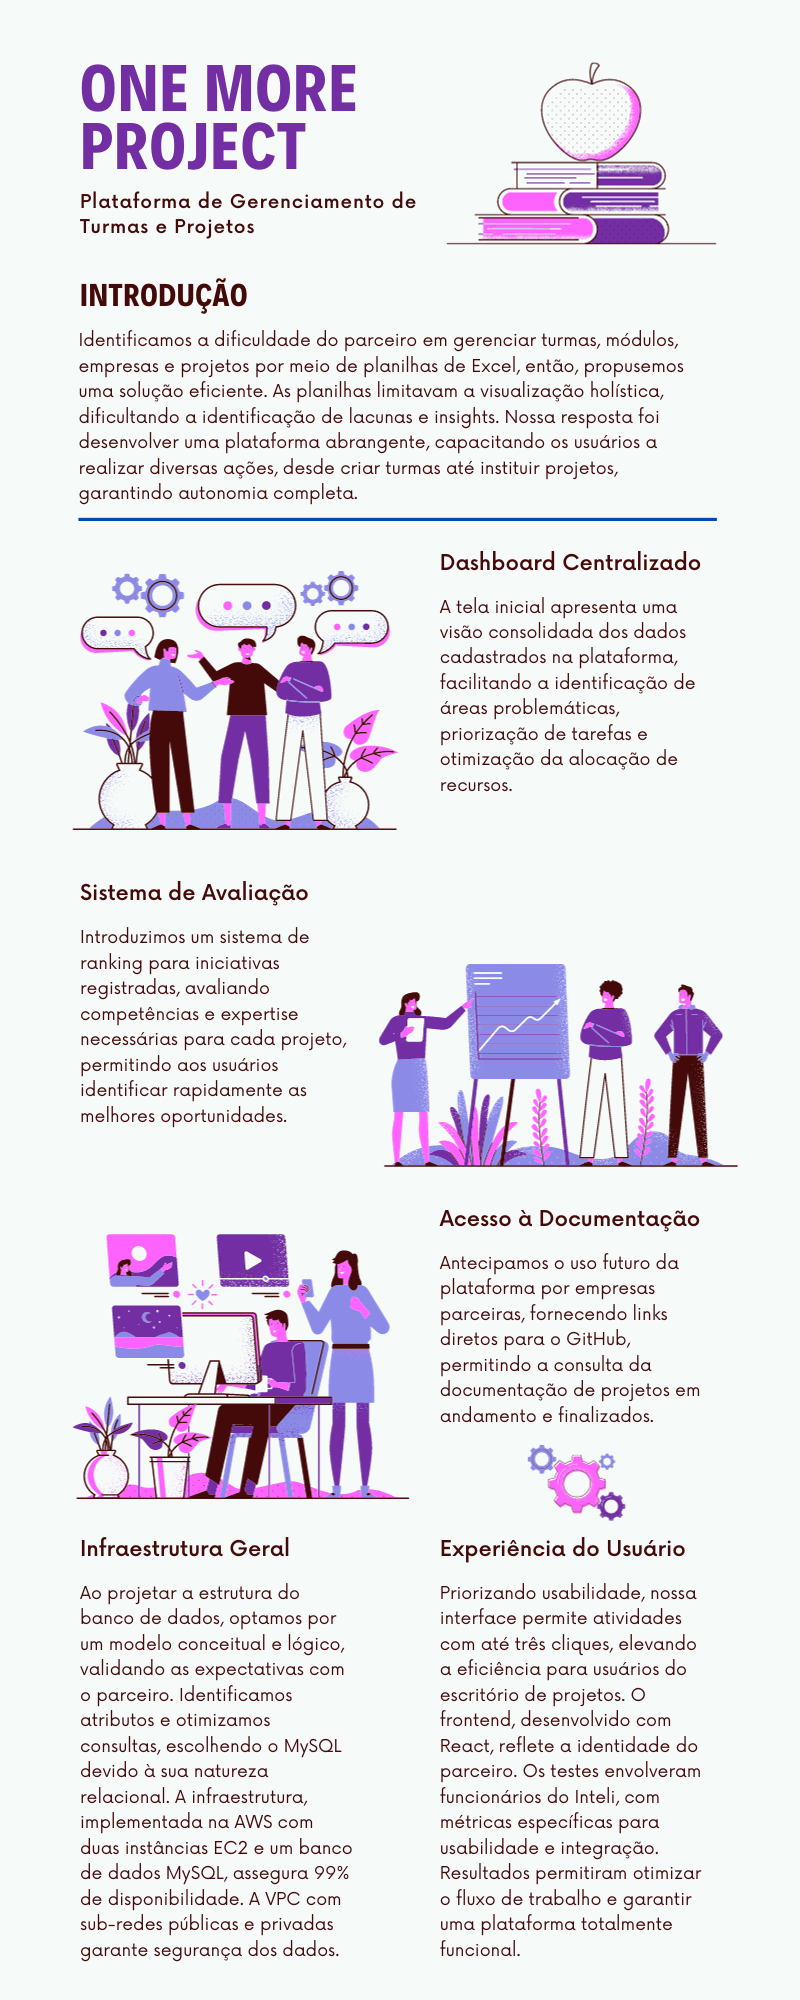 ONE MORE
PROJECT
Plataforma de Gerenciamento de
Turmas e Projetos
INTRODUÇÃO
Identificamos a dificuldade do parceiro em gerenciar turmas, módulos,
empresas e projetos por meio de planilhas de Excel, então, propusemos
uma solução eficiente. As planilhas limitavam a visualização holística,
dificultando a identificação de lacunas e insights. Nossa resposta foi
desenvolver uma plataforma abrangente, capacitando os usuários a
realizar diversas ações, desde criar turmas até instituir projetos,
garantindo autonomia completa.
Dashboard Centralizado
A tela inicial apresenta uma
visão consolidada dos dados
cadastrados na plataforma,
facilitando a identificação de
áreas problemáticas,
priorização de tarefas e
otimização da alocação de
recursos.
Sistema de Avaliação
Introduzimos um sistema de
ranking para iniciativas
registradas, avaliando
competências e expertise
necessárias para cada projeto,
permitindo aos usuários
identificar rapidamente as
melhores oportunidades.
Acesso à Documentação
Antecipamos o uso futuro da
plataforma por empresas
parceiras, fornecendo links
diretos para o GitHub,
permitindo a consulta da
documentação de projetos em
andamento e finalizados.
Infraestrutura Geral
Ao projetar a estrutura do
banco de dados, optamos por
um modelo conceitual e lógico,
validando as expectativas com
o parceiro. Identificamos
atributos e otimizamos
consultas, escolhendo o MySQL
devido à sua natureza
relacional. A infraestrutura,
implementada na AWS com
duas instâncias EC2 e um banco
de dados MySQL, assegura 99%
de disponibilidade. A VPC com
sub-redes públicas e privadas
garante segurança dos dados.
Experiência do Usuário
Priorizando usabilidade, nossa
interface permite atividades
com até três cliques, elevando
a eficiência para usuários do
escritório de projetos. O
frontend, desenvolvido com
React, reflete a identidade do
parceiro. Os testes envolveram
funcionários do Inteli, com
métricas específicas para
usabilidade e integração.
Resultados permitiram otimizar
o fluxo de trabalho e garantir
uma plataforma totalmente
funcional.